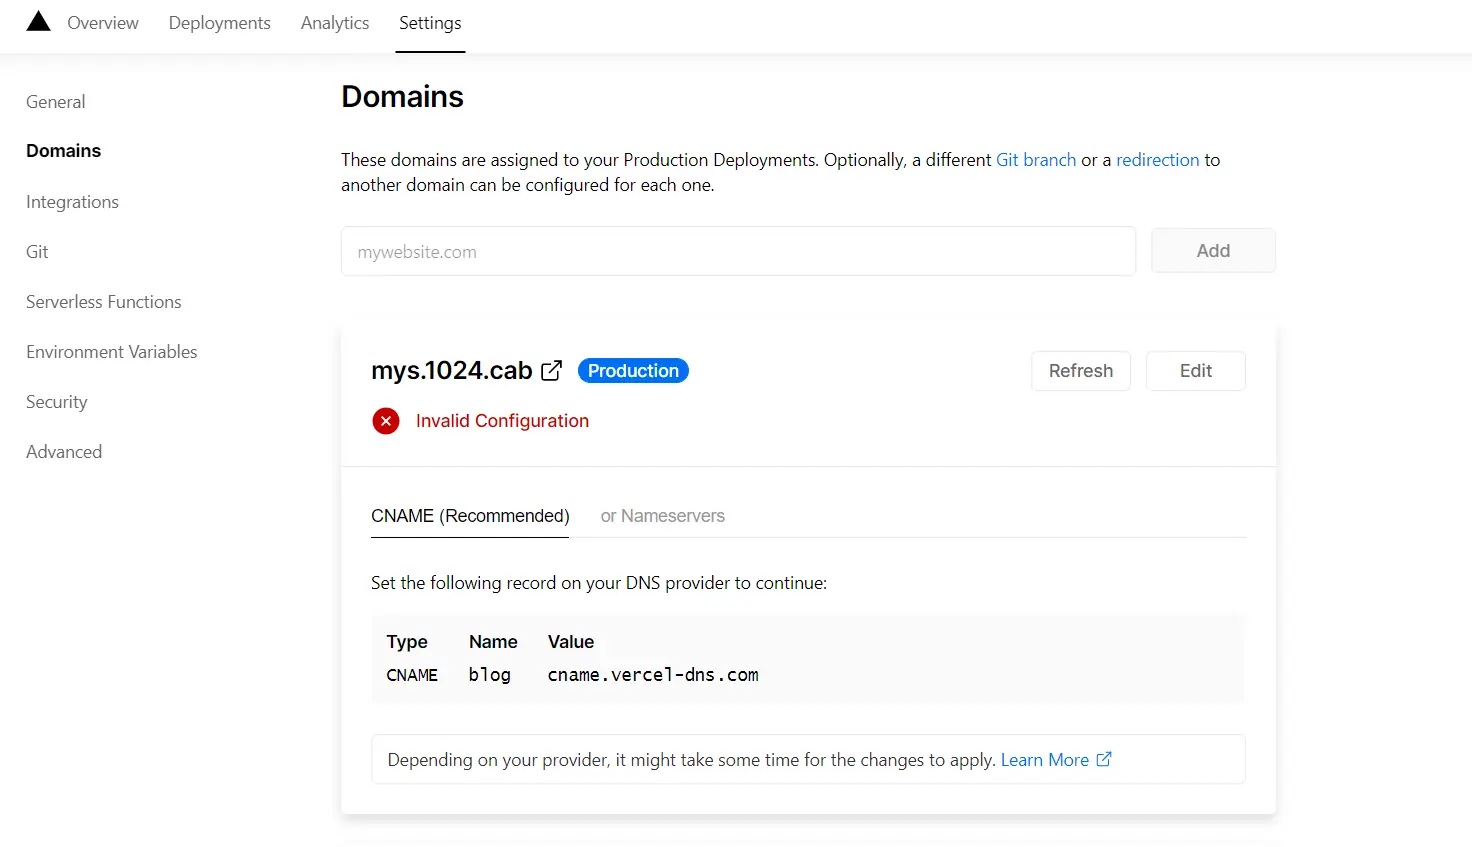 Overview Deployments Analytics Settings
General
Domains
Integrations
Git
Serverless Functions
Environment Variables
Security
Advanced
Domains
These domains are assigned to your Production Deployments. Optionally, a different Git branch or a redirection to
another domain can be configured for each one.
mywebsite.com Add
mys.1024.cab Production Refresh Edit
Invalid Configuration
CNAME (Recommended) or Nameservers
Set the following record on your DNS provider to continue:
Type Name Value
CNAME blog cname.vercel-dns.com
Depending on your provider, it might take some time for the changes to apply. Learn More